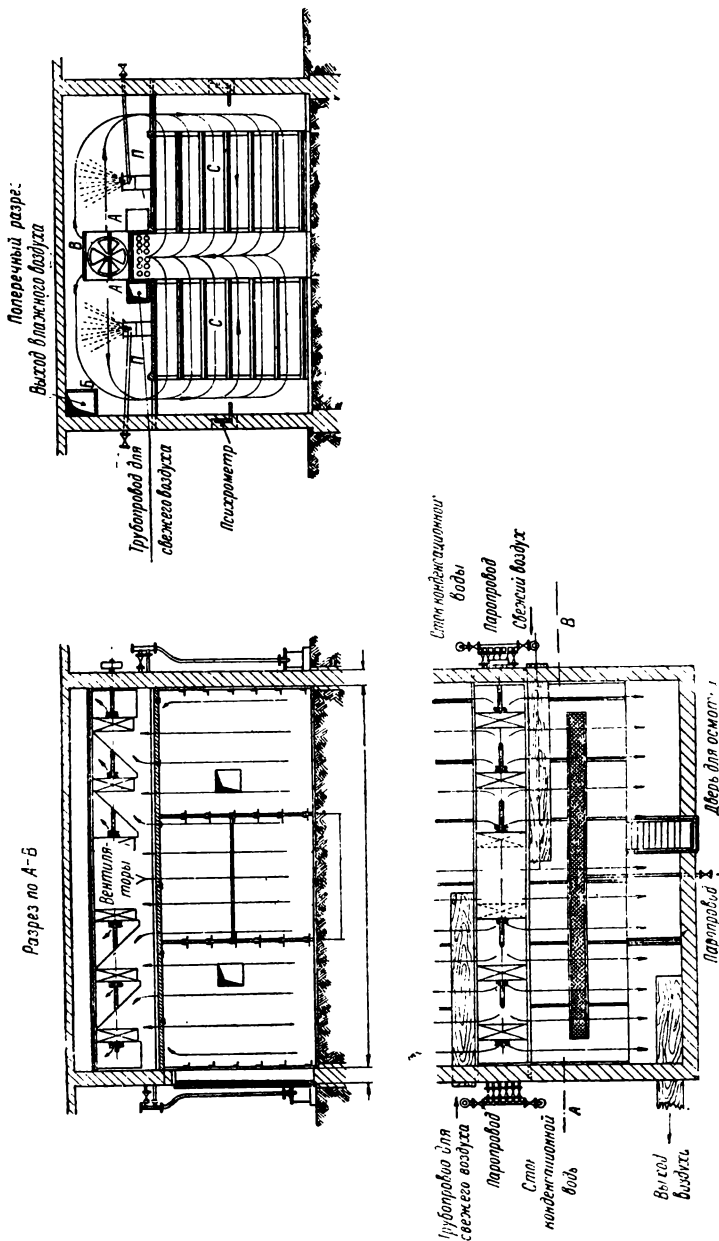 Разрез по А-В
Вентиля-
торы
Поперечный разрез
Выход влажного воздуха
Б
В
А
А
П
П
С
С
Трубопровод для
свежего воздуха
Психрометр
Трубопровод для
свежего воздуха
Паропровод
Сток
конденсационной
воды
А
Выход
воздуха
Сток конденсационной
воды
Паропровод
Свежий воздух
В
Паропровод
Дверь для